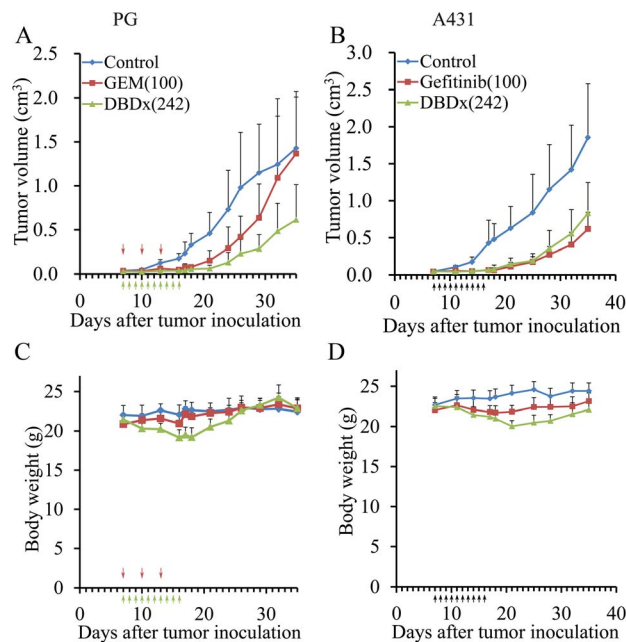 PG
A431
A
B
Control
GEM(100)
DBDx(242)
Control
Gefitinib(100)
DBDx(242)
Tumor volume (cm³)
2.5
2.0
1.5
1.0
0.5
0.0
0 10 20 30
Days after tumor inoculation
Tumor volume (cm³)
3.0
2.5
2.0
1.5
1.0
0.5
0.0
0 10 20 30 40
Days after tumor inoculation
C
D
Body weight (g)
25
20
15
10
5
0
0 10 20 30
Days after tumor inoculation
Body weight (g)
25
20
15
10
5
0
0 10 20 30 40
Days after tumor inoculation